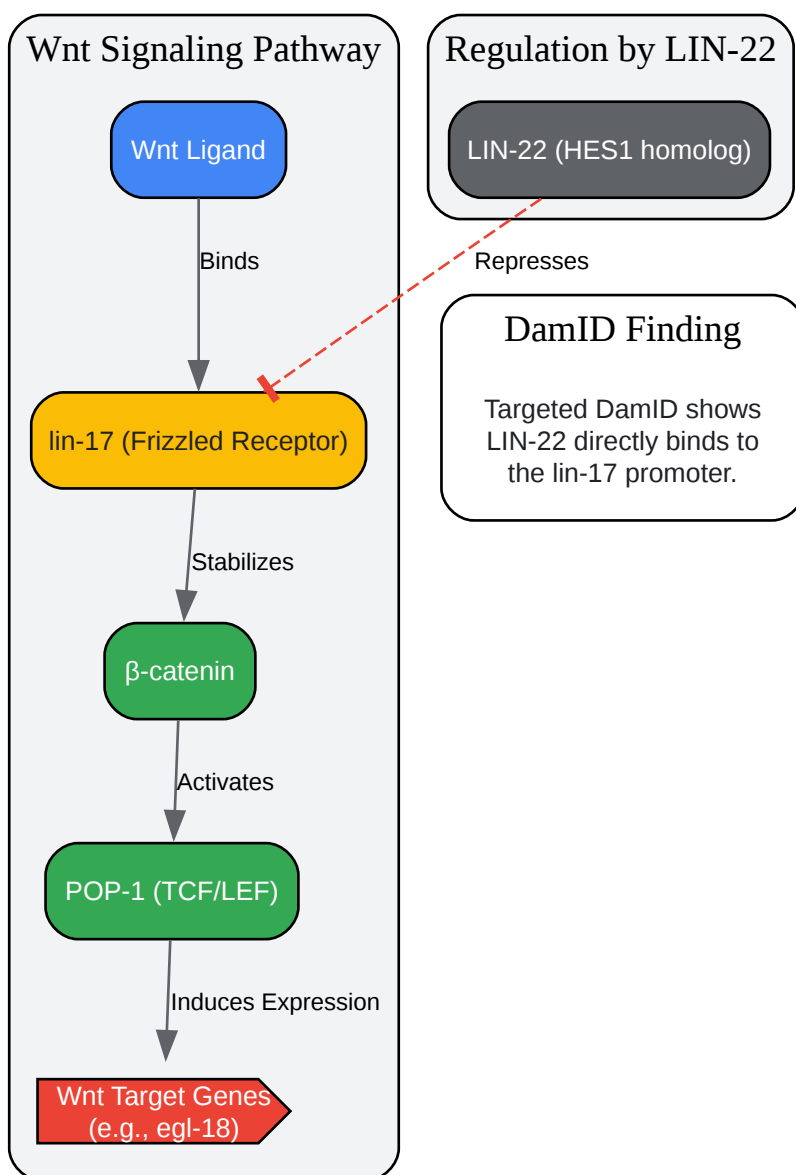 Wnt Signaling Pathway
Wnt Ligand
Binds
lin-17 (Frizzled Receptor)
Stabilizes
β-catenin
Activates
POP-1 (TCF/LEF)
Induces Expression
Wnt Target Genes
(e.g., egl-18)
Regulation by LIN-22
LIN-22 (HES1 homolog)
Represses
DamID Finding
Targeted DamID shows
LIN-22 directly binds to
the lin-17 promoter.